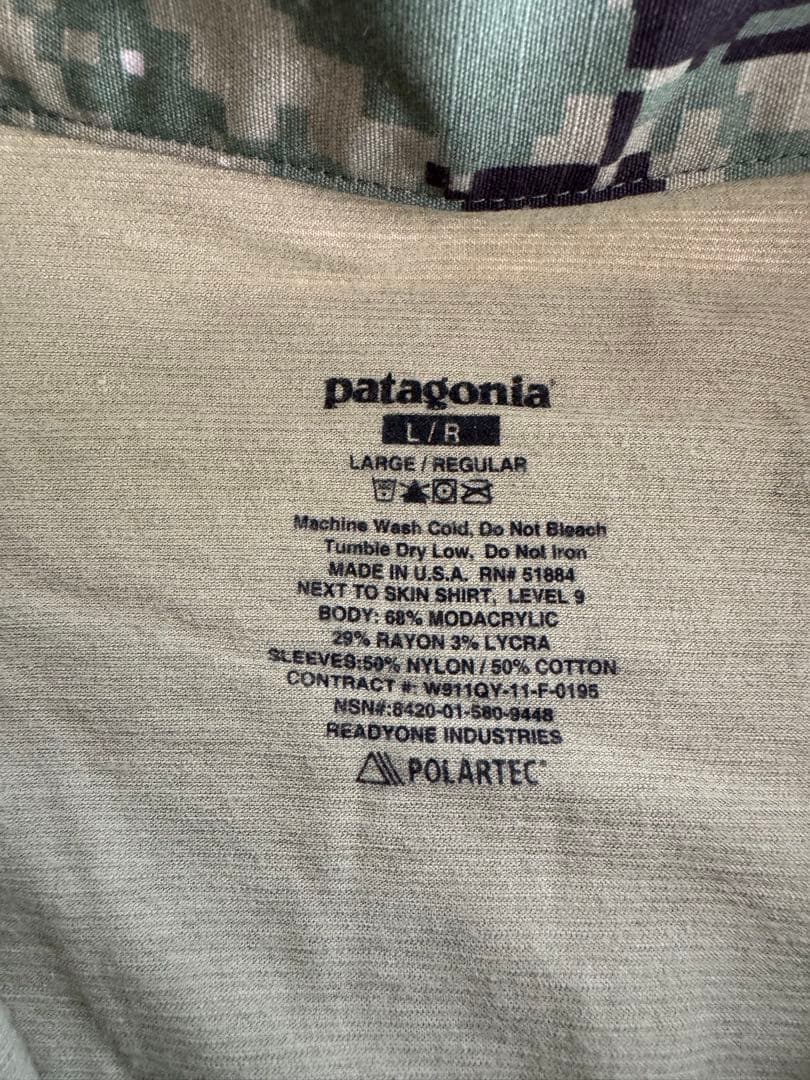 patagonia®
L/R
LARGE / REGULAR
Machine Wash Cold, Do Not Bleach
Tumble Dry Low, Do Not Iron
MADE IN U.S.A. RN# 51884
NEXT TO SKIN SHIRT, LEVEL 9
BODY: 68% MODACRYLIC
29% RAYON 3% LYCRA
SLEEVES:50% NYLON / 50% COTTON
CONTRACT #: W911QY-11-F-0195
NSN#:8420-01-580-9448
READYONE INDUSTRIES
POLARTEC®